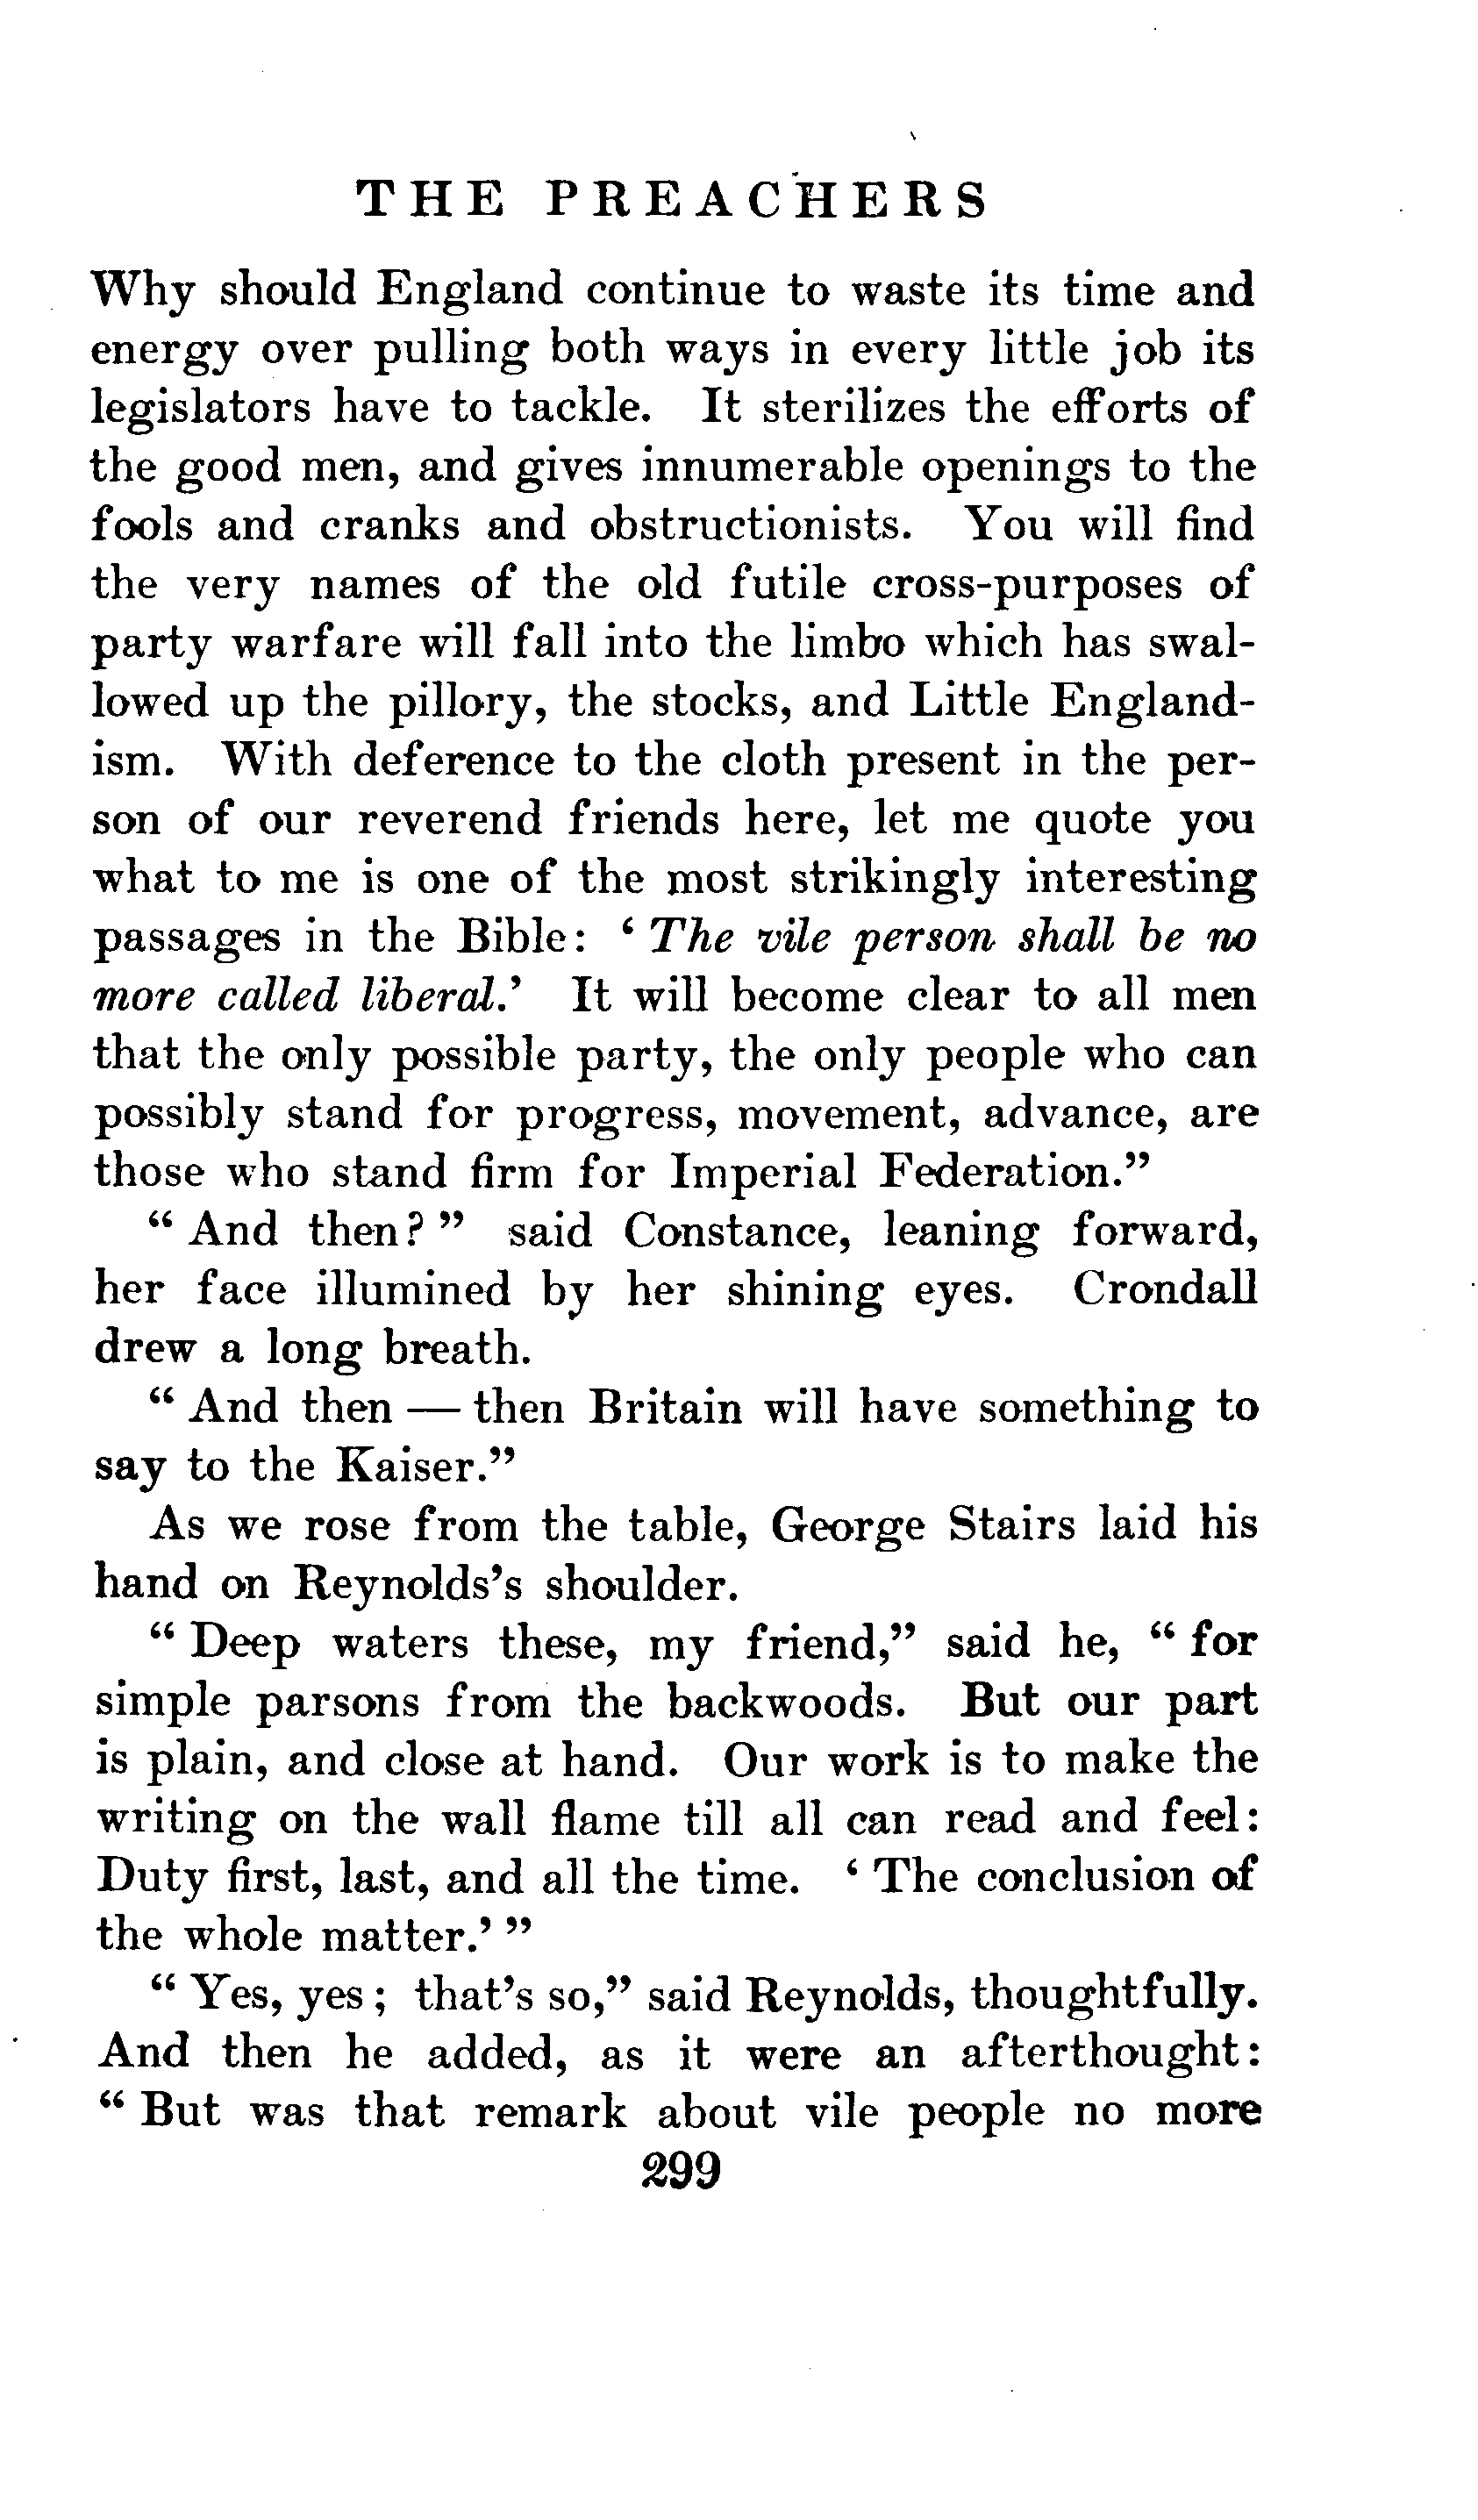 THE PREACHERS
Why should England continue to waste its time and
energy over pulling both ways in every little job its
legislators have to tackle. It sterilizes the efforts of
the good men, and gives innumerable openings to the
fools and cranks and obstructionists. You will find
the very names of the old futile cross-purposes of
party warfare will fall into the limbo which has swal-
lowed up the pillory, the stocks, and Little England-
ism. With deference to the cloth present in the per-
son of our reverend friends here, let me quote you
what to me is one of the most strikingly interesting
passages in the Bible: ‘ The vile person shall be no
more called liberal.’ It will become clear to all men
that the only possible party, the only people who can
possibly stand for progress, movement, advance, are
those who stand firm for Imperial Federation.”
“ And then? ” said Constance, leaning forward,
her face illumined by her shining eyes. Crondall
drew a long breath.
“ And then — then Britain will have something to
say to the Kaiser.”
As we rose from the table, George Stairs laid his
hand on Reynolds’s shoulder.
“ Deep waters these, my friend,” said he, “ for
simple parsons from the backwoods. But our part
is plain, and close at hand. Our work is to make the
writing on the wall flame till all can read and feel:
Duty first, last, and all the time. ‘ The conclusion of
the whole matter.’ ”
“ Yes, yes ; that’s so,” said Reynolds, thoughtfully.
And then he added, as it were an afterthought:
“ But was that remark about vile people no more
299